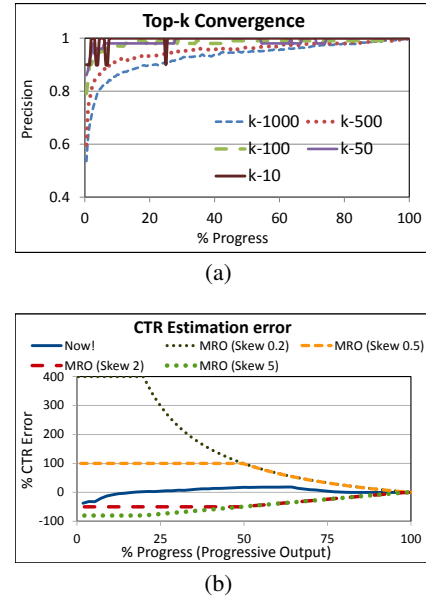 Top-k Convergence
1
0.8
0.6
0.4
Precision
k-1000
k-500
k-100
k-50
k-10
0
20
40
60
80
100
% Progress
(a)
CTR Estimation error
Now!
MRO (Skew 0.2)
MRO (Skew 0.5)
MRO (Skew 2)
MRO (Skew 5)
400
300
200
100
0
-100
% CTR Error
0
25
50
75
100
% Progress (Progressive Output)
(b)